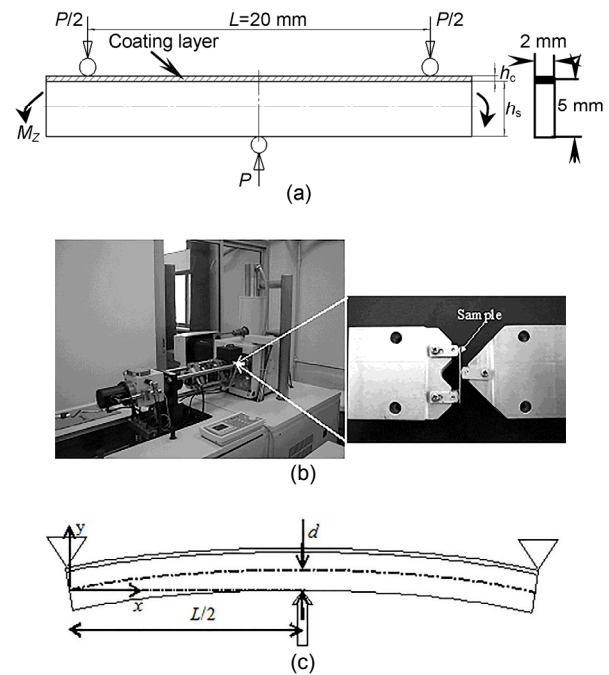 P/2
L=20 mm
P/2
Coating layer
2 mm
h_c
h_s
5 mm
M_Z
P
(a)
Sample
(b)
y
d
x
L/2
(c)